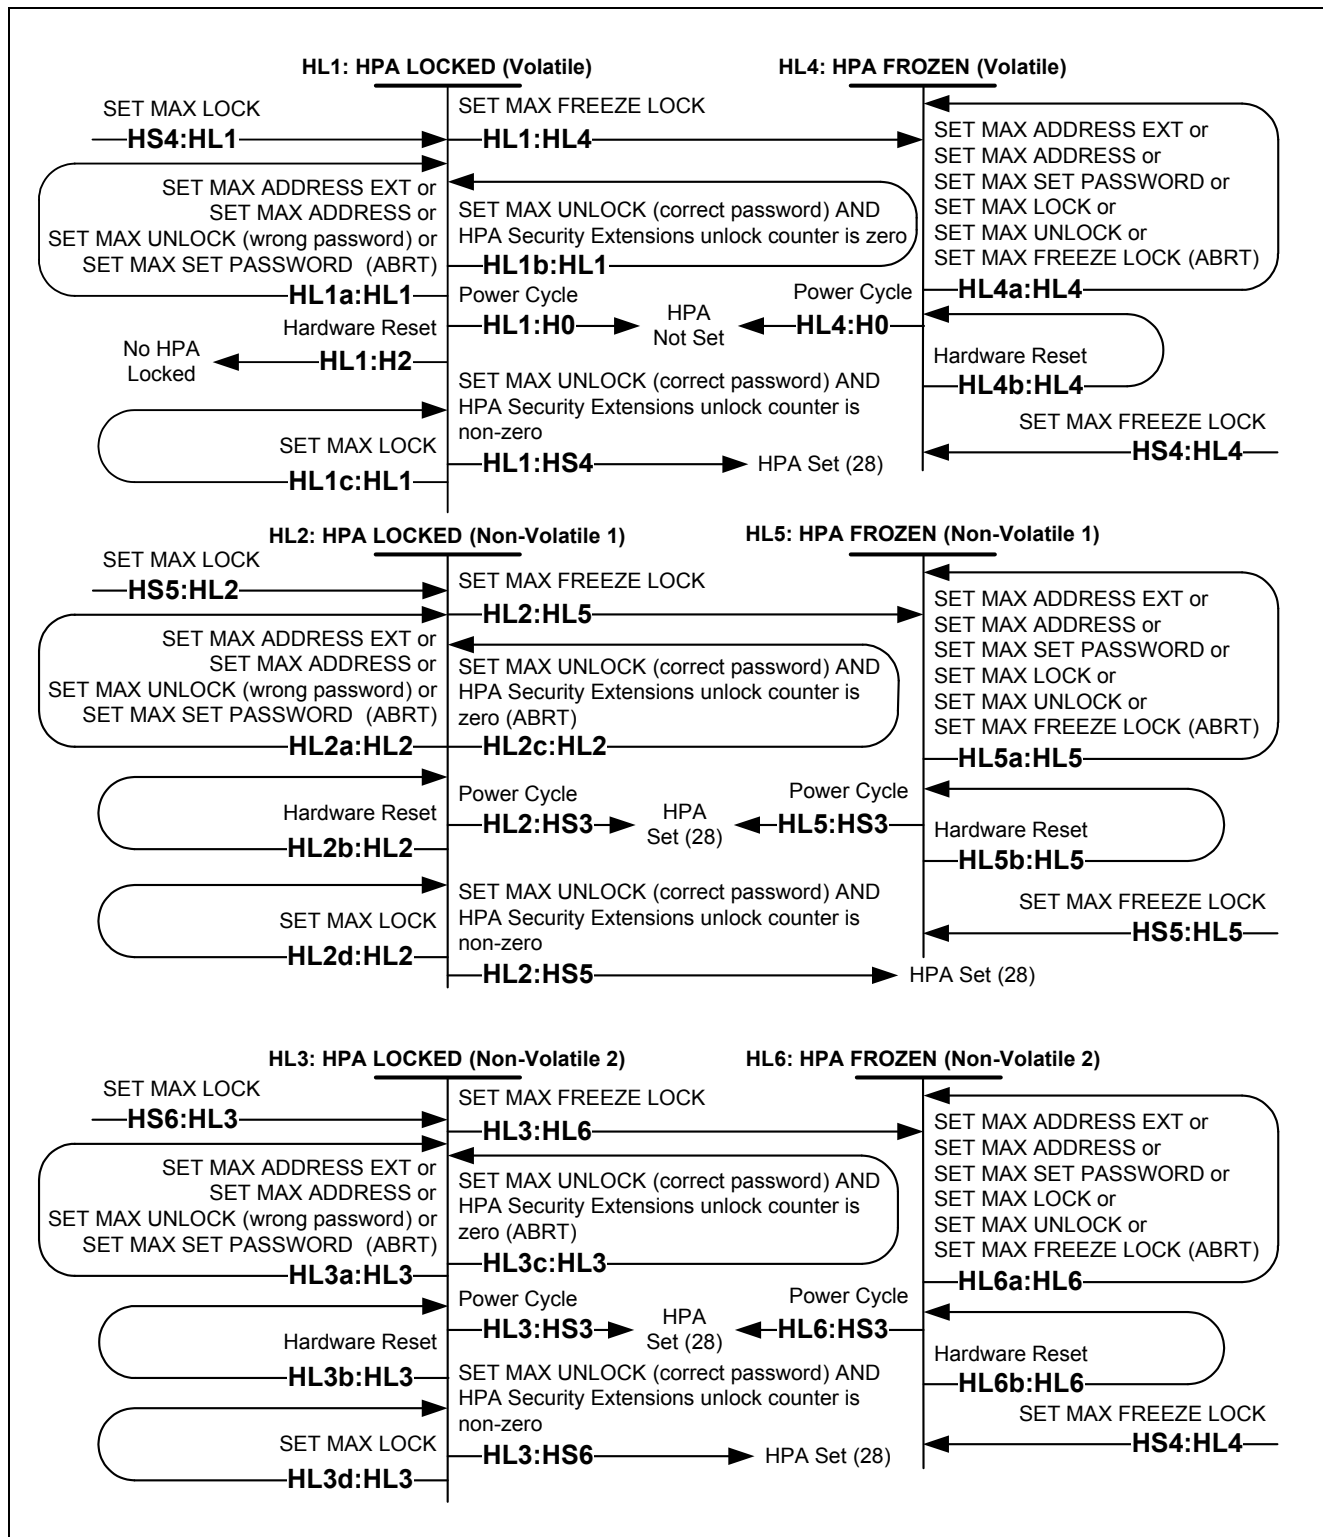 HL1: HPA LOCKED (Volatile)
HL4: HPA FROZEN (Volatile)
SET MAX LOCK
HS4:HL1
SET MAX FREEZE LOCK
HL1:HL4
SET MAX ADDRESS EXT or
SET MAX ADDRESS or
SET MAX UNLOCK (wrong password) or
SET MAX SET PASSWORD (ABRT)
HL1a:HL1
SET MAX UNLOCK (correct password) AND
HPA Security Extensions unlock counter is zero
HL1b:HL1
SET MAX ADDRESS EXT or
SET MAX ADDRESS or
SET MAX SET PASSWORD or
SET MAX LOCK or
SET MAX UNLOCK or
SET MAX FREEZE LOCK (ABRT)
HL4a:HL4
Hardware Reset
HL1:H2
No HPA
Locked
Power Cycle
HL1:H0
HPA
Not Set
Power Cycle
HL4:H0
Hardware Reset
HL4b:HL4
SET MAX LOCK
HL1c:HL1
SET MAX UNLOCK (correct password) AND
HPA Security Extensions unlock counter is
non-zero
HL1:HS4
HPA Set (28)
SET MAX FREEZE LOCK
HS4:HL4
HL2: HPA LOCKED (Non-Volatile 1)
HL5: HPA FROZEN (Non-Volatile 1)
SET MAX LOCK
HS5:HL2
SET MAX FREEZE LOCK
HL2:HL5
SET MAX ADDRESS EXT or
SET MAX ADDRESS or
SET MAX UNLOCK (wrong password) or
SET MAX SET PASSWORD (ABRT)
HL2a:HL2
SET MAX UNLOCK (correct password) AND
HPA Security Extensions unlock counter is
zero (ABRT)
HL2c:HL2
SET MAX ADDRESS EXT or
SET MAX ADDRESS or
SET MAX SET PASSWORD or
SET MAX LOCK or
SET MAX UNLOCK or
SET MAX FREEZE LOCK (ABRT)
HL5a:HL5
Hardware Reset
HL2b:HL2
Power Cycle
HL2:HS3
HPA
Set (28)
Power Cycle
HL5:HS3
Hardware Reset
HL5b:HL5
SET MAX LOCK
HL2d:HL2
SET MAX UNLOCK (correct password) AND
HPA Security Extensions unlock counter is
non-zero
HL2:HS5
HPA Set (28)
SET MAX FREEZE LOCK
HS5:HL5
HL3: HPA LOCKED (Non-Volatile 2)
HL6: HPA FROZEN (Non-Volatile 2)
SET MAX LOCK
HS6:HL3
SET MAX FREEZE LOCK
HL3:HL6
SET MAX ADDRESS EXT or
SET MAX ADDRESS or
SET MAX UNLOCK (wrong password) or
SET MAX SET PASSWORD (ABRT)
HL3a:HL3
SET MAX UNLOCK (correct password) AND
HPA Security Extensions unlock counter is
zero (ABRT)
HL3c:HL3
SET MAX ADDRESS EXT or
SET MAX ADDRESS or
SET MAX SET PASSWORD or
SET MAX LOCK or
SET MAX UNLOCK or
SET MAX FREEZE LOCK (ABRT)
HL6a:HL6
Hardware Reset
HL3b:HL3
Power Cycle
HL3:HS3
HPA
Set (28)
Power Cycle
HL6:HS3
Hardware Reset
HL6b:HL6
SET MAX LOCK
HL3d:HL3
SET MAX UNLOCK (correct password) AND
HPA Security Extensions unlock counter is
non-zero
HL3:HS6
HPA Set (28)
SET MAX FREEZE LOCK
HS4:HL4